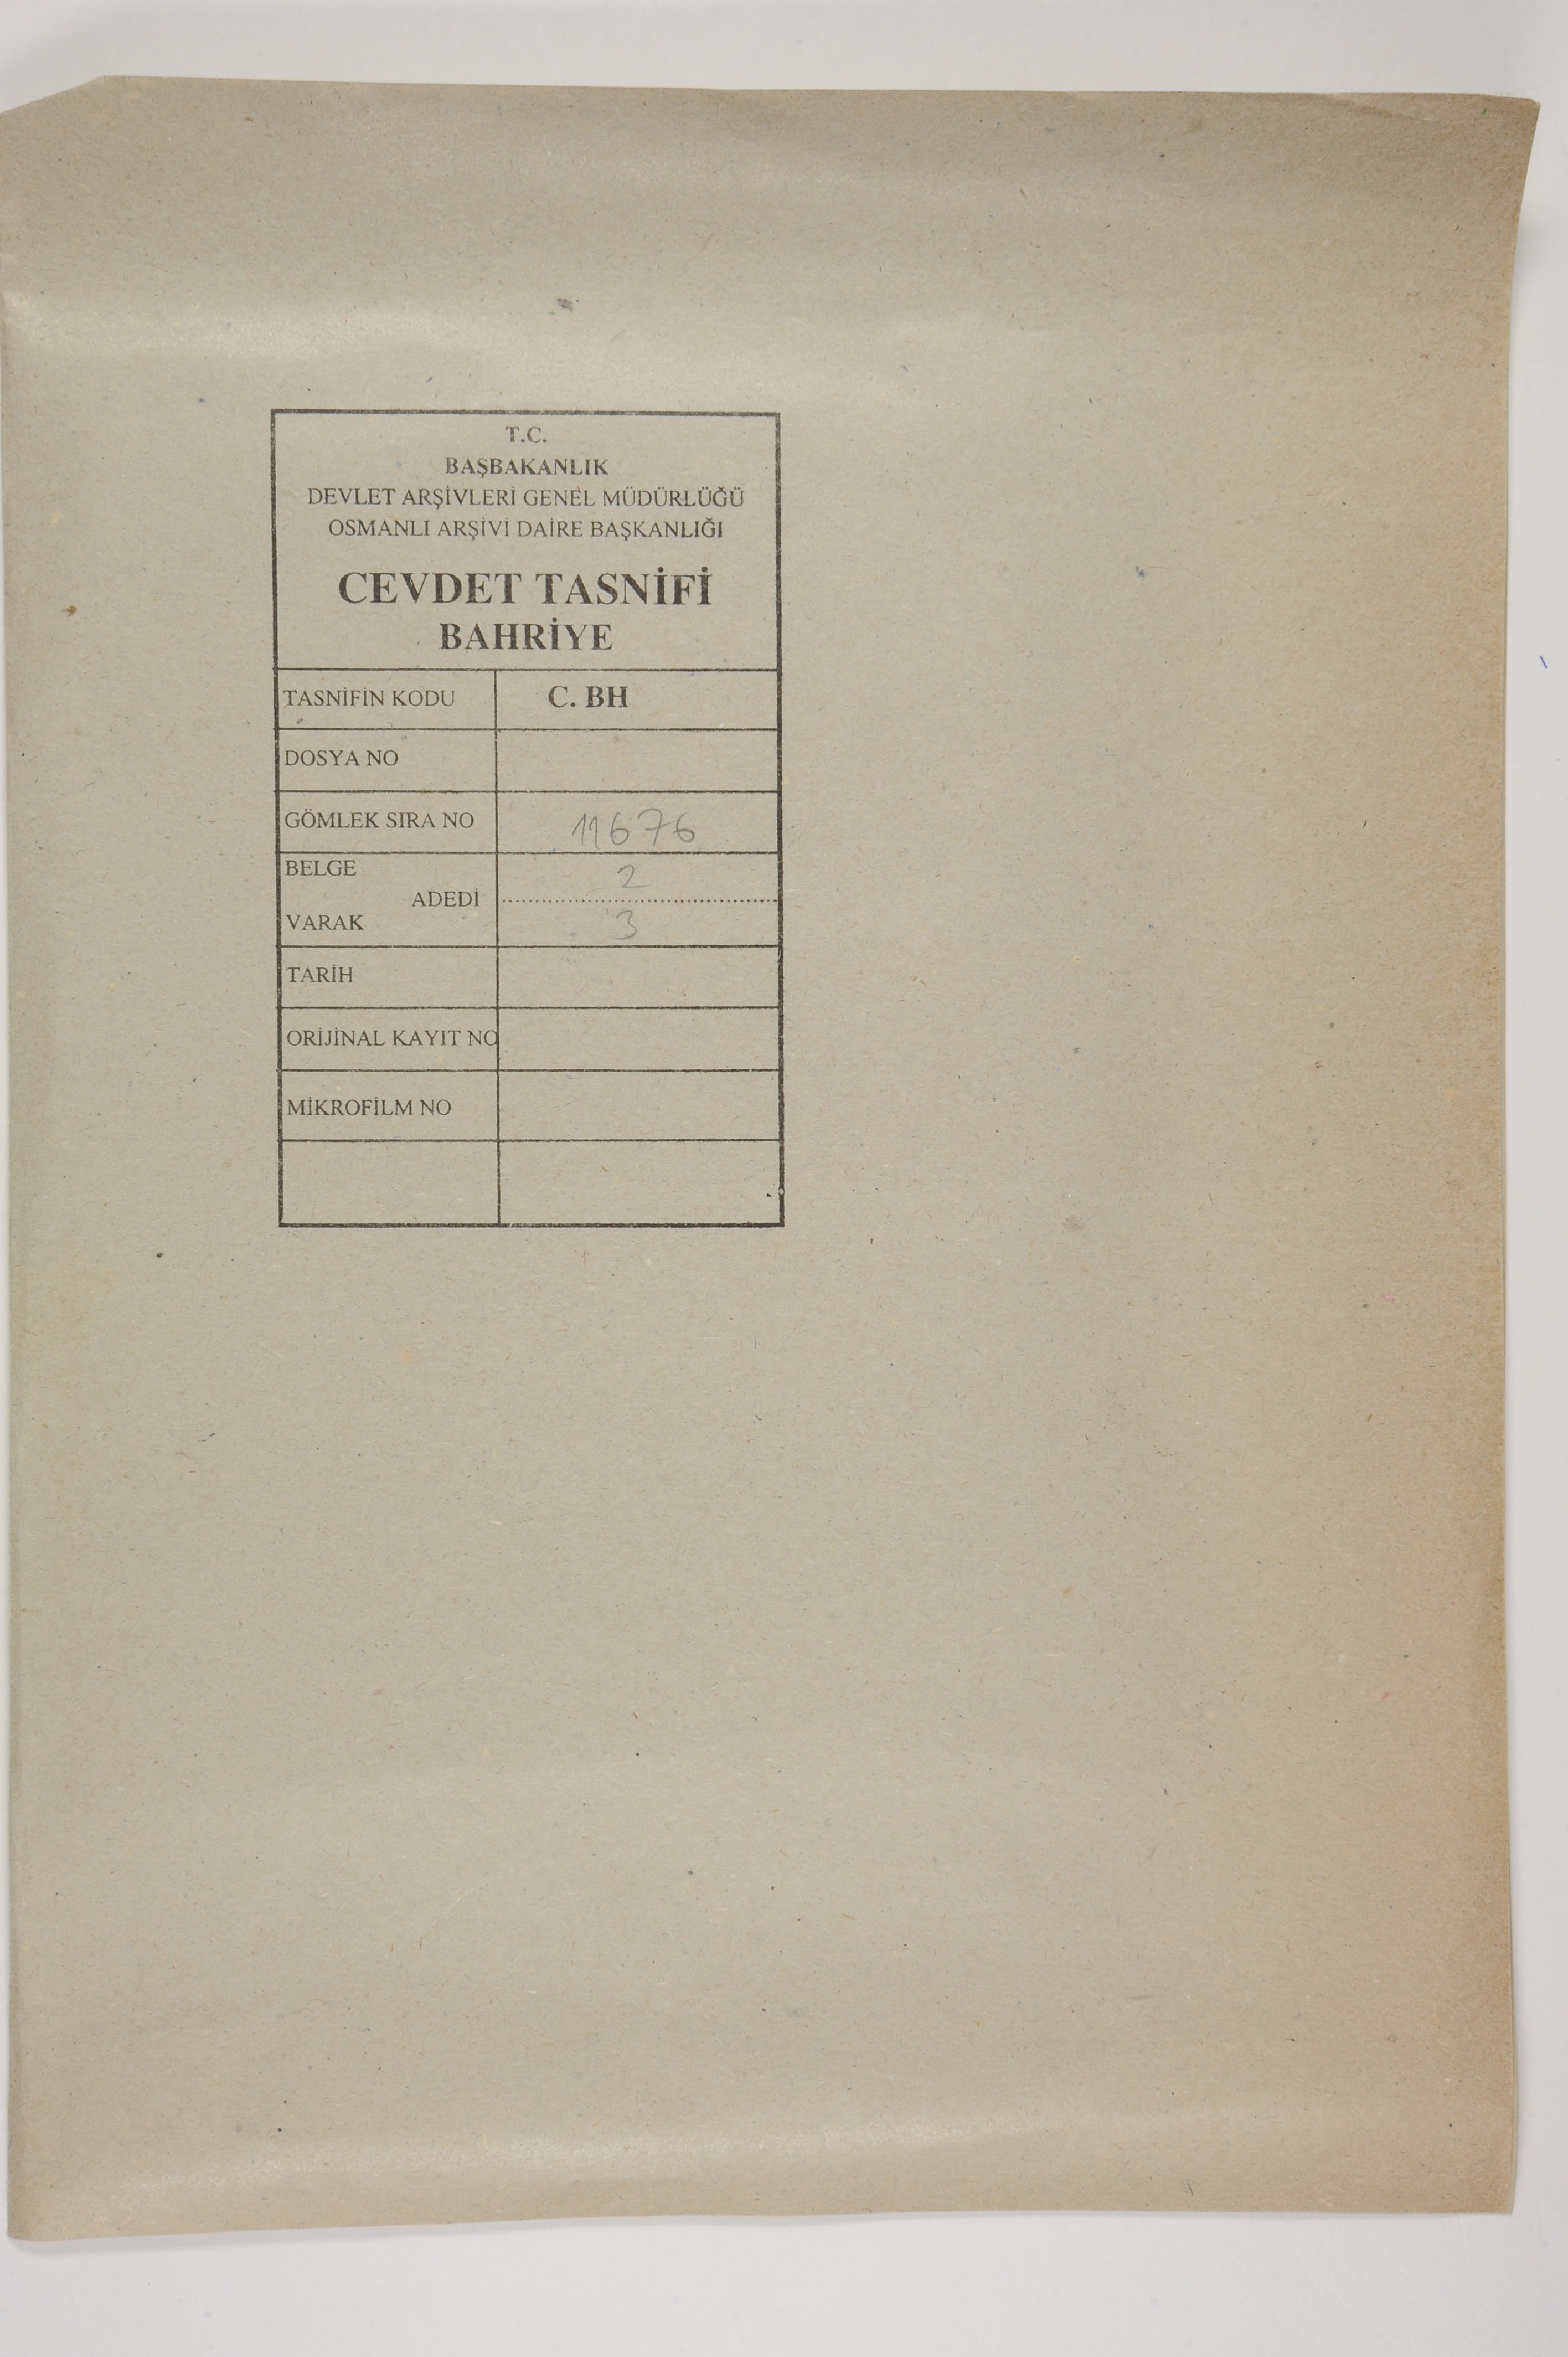 T.C.
BAŞBAKANLIK
DEVLET ARŞİVLERİ GENEL MÜDÜRLÜĞÜ
OSMANLI ARŞİVİ DAİRE BAŞKANLIĞI
CEVDET TASNİFİ
BAHRİYE
TASNİFİN KODU C. BH
DOSYA NO
GÖMLEK SIRA NO 11676
BELGE 2
ADEDİ
VARAK 3
TARİH
ORİJİNAL KAYIT NO
MİKROFİLM NO